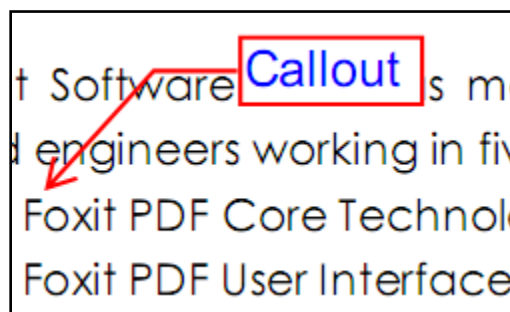 t Software Callout s m
engineers working in fiv
Foxit PDF Core Technol
Foxit PDF User Interface